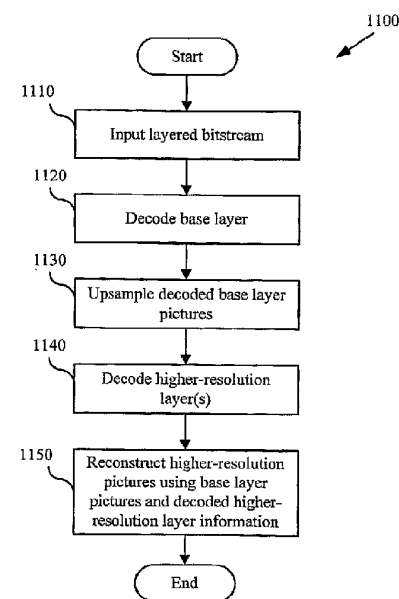 1100
Start
1110
Input layered bitstream
1120
Decode base layer
1130
Upsample decoded base layer
pictures
1140
Decode higher-resolution
layer(s)
1150
Reconstruct higher-resolution
pictures using base layer
pictures and decoded higher-
resolution layer information
End